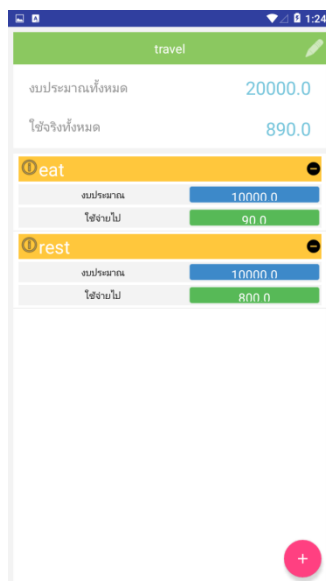 1:24
travel
งบประมาณทั้งหมด 20000.0
ใช้จริงทั้งหมด 890.0
eat
งบประมาณ 10000.0
ใช้จ่ายไป 90.0
rest
งบประมาณ 10000.0
ใช้จ่ายไป 800.0